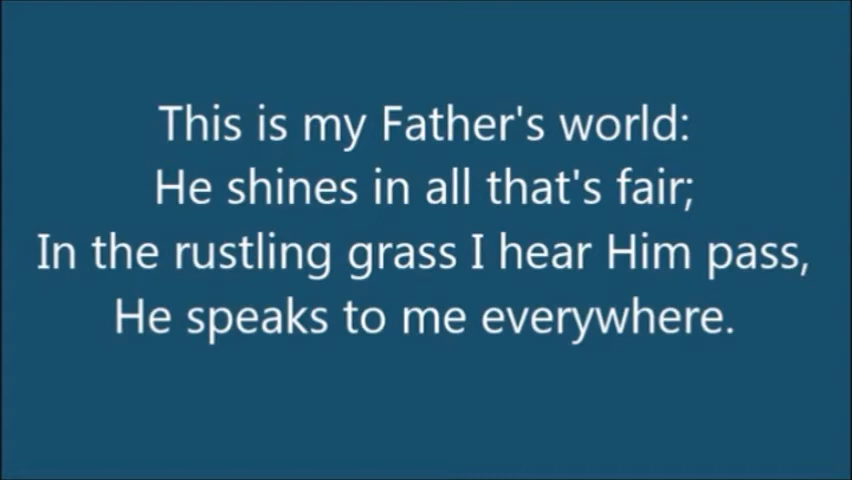 This is my Father's world:
He shines in all that's fair;
In the rustling grass I hear Him pass,
He speaks to me everywhere.